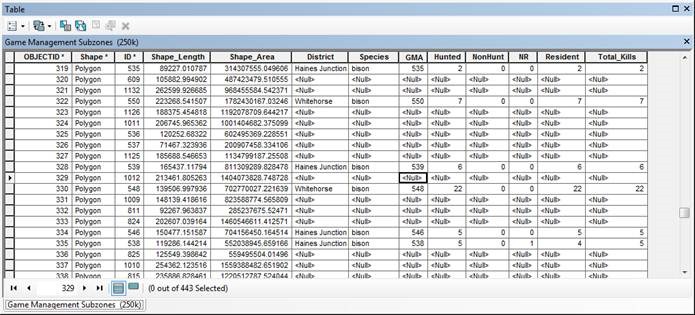 Table
Game Management Subzones (250k)
OBJECTID * Shape * ID * Shape_Length Shape_Area District Species GMA Hunted NonHunt NR Resident Total_Kills
319 Polygon 535 89227.010787 314307555.049606 Haines Junction bison 535 2 0 0 2 2
320 Polygon 609 105882.994902 487423479.510555 <Null> <Null> <Null> <Null> <Null> <Null> <Null> <Null>
321 Polygon 1132 262599.926685 968455584.542371 <Null> <Null> <Null> <Null> <Null> <Null> <Null> <Null>
322 Polygon 550 223268.541507 1782430167.03246 Whitehorse bison 550 7 0 0 7 7
323 Polygon 1126 188375.454818 1192078709.644217 <Null> <Null> <Null> <Null> <Null> <Null> <Null> <Null>
324 Polygon 1011 206745.965362 1001404682.375099 <Null> <Null> <Null> <Null> <Null> <Null> <Null> <Null>
325 Polygon 536 120252.68322 602495369.228551 <Null> <Null> <Null> <Null> <Null> <Null> <Null> <Null>
326 Polygon 537 71467.323936 200907458.334106 <Null> <Null> <Null> <Null> <Null> <Null> <Null> <Null>
327 Polygon 1125 185688.546653 1134799187.25508 <Null> <Null> <Null> <Null> <Null> <Null> <Null> <Null>
328 Polygon 539 165437.11794 811309289.828478 Haines Junction bison 539 6 0 0 6 6
329 Polygon 1012 213461.805263 1404073828.748728 <Null> <Null> <Null> <Null> <Null> <Null> <Null> <Null>
330 Polygon 548 139506.997936 702770027.221639 Whitehorse bison 548 22 0 0 22 22
331 Polygon 1009 148139.418616 823588774.565809 <Null> <Null> <Null> <Null> <Null> <Null> <Null> <Null>
332 Polygon 811 92267.963837 285237675.52471 <Null> <Null> <Null> <Null> <Null> <Null> <Null> <Null>
333 Polygon 824 202607.039164 1460546611.412571 <Null> <Null> <Null> <Null> <Null> <Null> <Null> <Null>
334 Polygon 546 150477.151587 704156450.164514 Haines Junction bison 546 5 0 0 5 5
335 Polygon 538 119286.144214 552038945.659166 Haines Junction bison 538 5 0 1 4 5
336 Polygon 825 125549.398642 559495504.01496 <Null> <Null> <Null> <Null> <Null> <Null> <Null> <Null>
337 Polygon 1010 254362.123516 1559388482.651902 <Null> <Null> <Null> <Null> <Null> <Null> <Null> <Null>
338 Polygon 815 235886.828461 1220512787.524044 <Null> <Null> <Null> <Null> <Null> <Null> <Null> <Null>
329 (0 out of 443 Selected)
Game Management Subzones (250k)